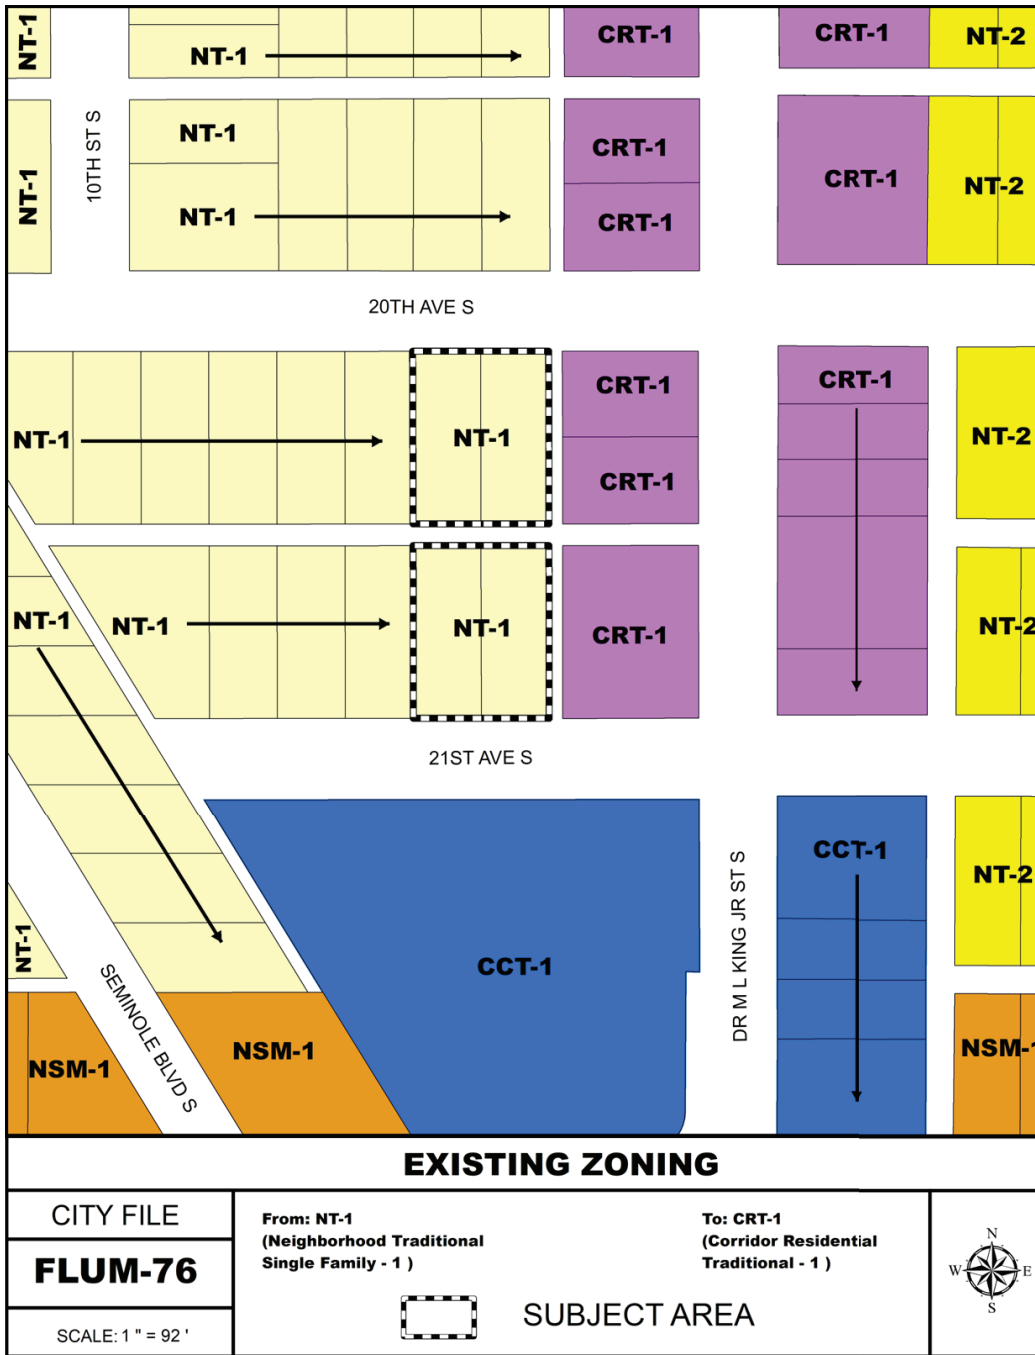 NT-1
NT-1
CRT-1
CRT-1
NT-2
NT-1
10TH ST S
NT-1
NT-1
CRT-1
CRT-1
CRT-1
NT-2
20TH AVE S
NT-1
NT-1
CRT-1
CRT-1
CRT-1
NT-2
NT-1
NT-1
NT-1
CRT-1
NT-2
21ST AVE S
NT-1
SEMINOLE BLVD S
CCT-1
DR M L KING JR ST S
CCT-1
NT-2
NSM-1
NSM-1
NSM-1
EXISTING ZONING
CITY FILE
FLUM-76
SCALE: 1 " = 92 '
From: NT-1
(Neighborhood Traditional
Single Family - 1 )
To: CRT-1
(Corridor Residential
Traditional - 1 )
SUBJECT AREA
N
W
E
S